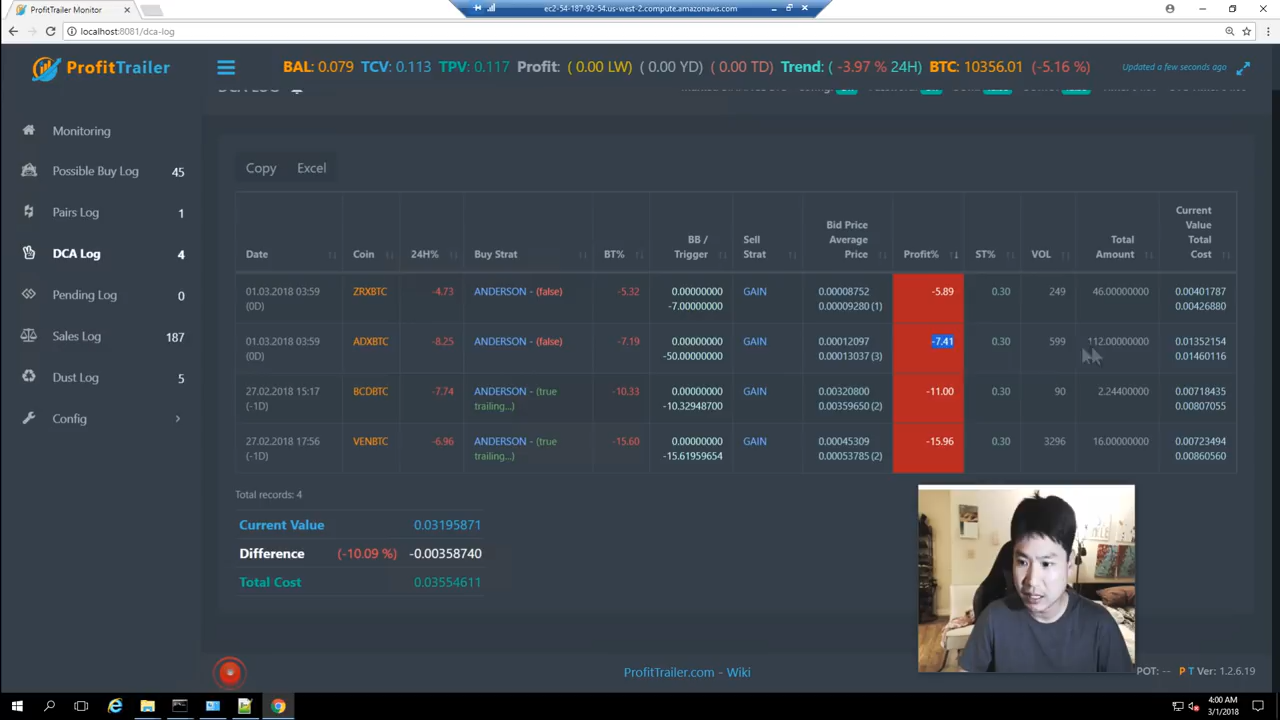 ProfitTrailer Monitor
ec2-54-187-92-54.us-west-2.compute.amazonaws.com
localhost:8081/dca-log
ProfitTrailer
BAL: 0.079 TCV: 0.113 TPV: 0.117 Profit: ( 0.00 LW) ( 0.00 YD) ( 0.00 TD) Trend: ( -3.97 % 24H) BTC: 10356.01 (-5.16 %)
Updated a few seconds ago
DCA LOG
Monitoring
Possible Buy Log 45
Pairs Log 1
DCA Log 4
Pending Log 0
Sales Log 187
Dust Log 5
Config
Copy Excel
Date Coin 24H% Buy Strat BT% BB / Trigger Sell Strat Bid Price Average Price Profit% ST% VOL Total Amount Current Value Total Cost
01.03.2018 03:59 ZRXBTC -4.73 ANDERSON - (false) -5.32 0.00000000 GAIN 0.00008752 -5.89 0.30 249 46.00000000 0.00401787
(0D) -7.00000000 0.00009280 (1) 0.00426880
01.03.2018 03:59 ADXBTC -8.25 ANDERSON - (false) -7.19 0.00000000 GAIN 0.00012097 -7.41 0.30 599 112.00000000 0.01352154
(0D) -50.00000000 0.00013037 (3) 0.01460116
27.02.2018 15:17 BCDBTC -7.74 ANDERSON - (true -10.33 0.00000000 GAIN 0.00320800 -11.00 0.30 90 2.24400000 0.00718435
(-1D) trailing...) -10.32948700 0.00359650 (2) 0.00807055
27.02.2018 17:56 VENBTC -6.96 ANDERSON - (true -15.60 0.00000000 GAIN 0.00045309 -15.96 0.30 3296 16.00000000 0.00723494
(-1D) trailing...) -15.61959654 0.00053785 (2) 0.00860560
Total records: 4
Current Value 0.03195871
Difference (-10.09 %) -0.00358740
Total Cost 0.03554611
ProfitTrailer.com - Wiki
POT: -- P T Ver: 1.2.6.19
4:00 AM
3/1/2018